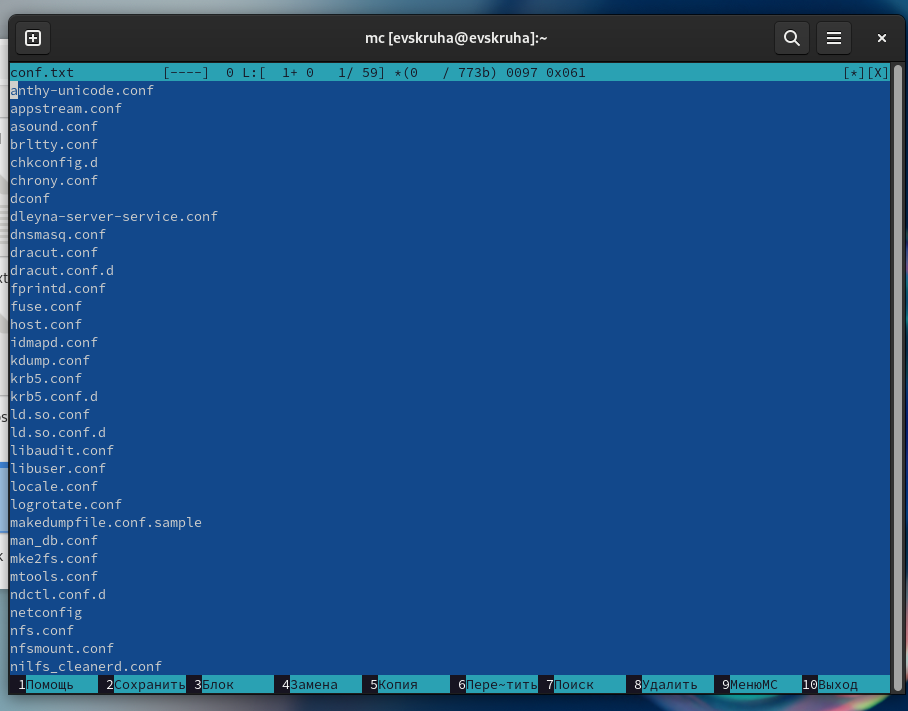 mc [evskruha@evskruha]:~
conf.txt [----] 0 L:[ 1+ 0 1/ 59] *(0 / 773b) 0097 0x061 [*][X]
anthy-unicode.conf
appstream.conf
asound.conf
brltty.conf
chkconfig.d
chrony.conf
dconf
dleyna-server-service.conf
dnsmasq.conf
dracut.conf
dracut.conf.d
fprintd.conf
fuse.conf
host.conf
idmapd.conf
kdump.conf
krb5.conf
krb5.conf.d
ld.so.conf
ld.so.conf.d
libaudit.conf
libuser.conf
locale.conf
logrotate.conf
makedumpfile.conf.sample
man_db.conf
mke2fs.conf
mtools.conf
ndctl.conf.d
netconfig
nfs.conf
nfsmount.conf
nilfs_cleanerd.conf
1Помощь 2Сохранить 3Блок 4Замена 5Копия 6Пере~тить 7Поиск 8Удалить 9МенюMC 10Выход